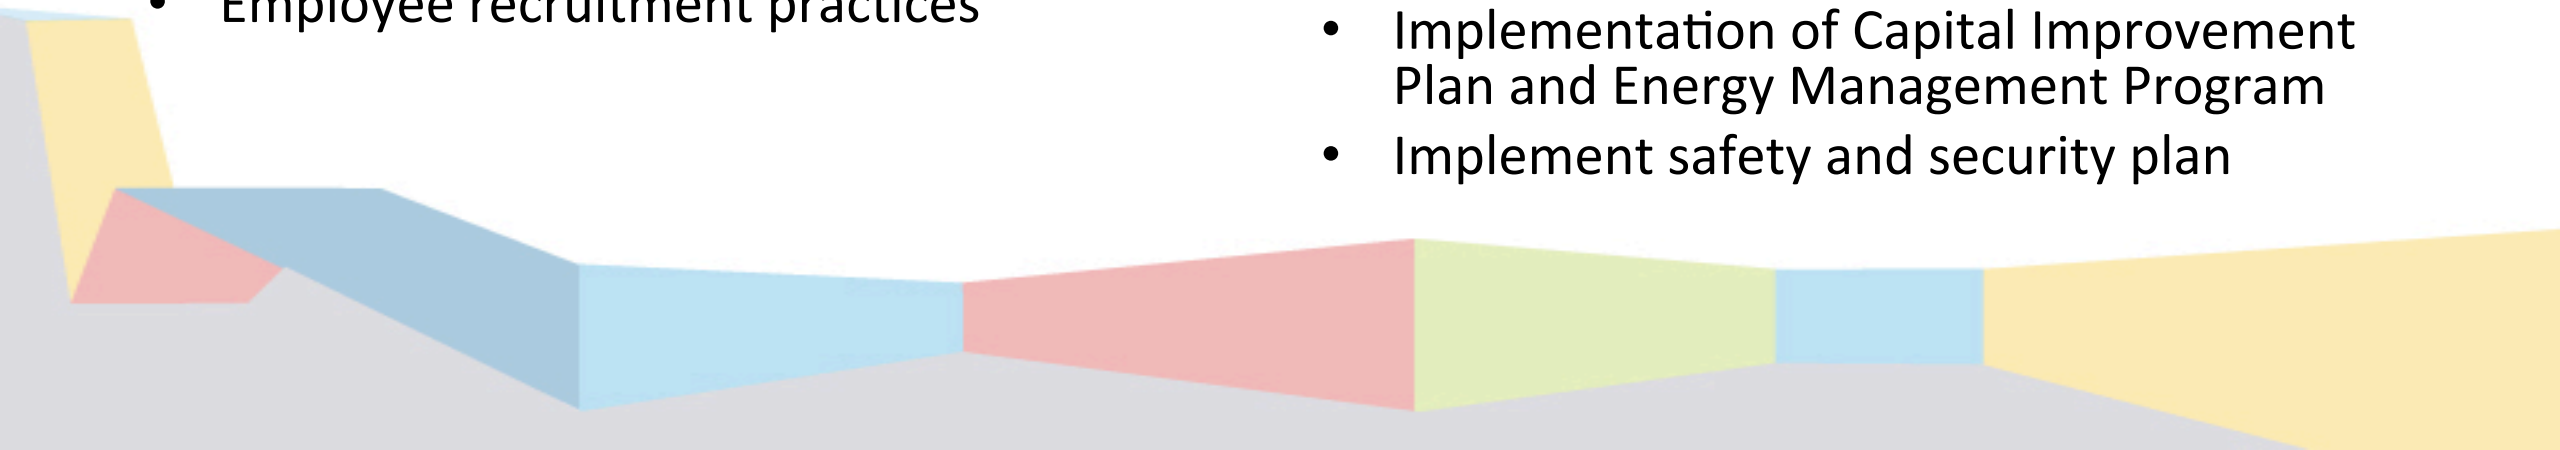 • Employee recruitment practices
• Implementation of Capital Improvement
Plan and Energy Management Program
• Implement safety and security plan